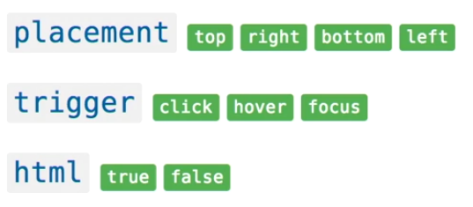 placement top right bottom left
trigger click hover focus
html true false